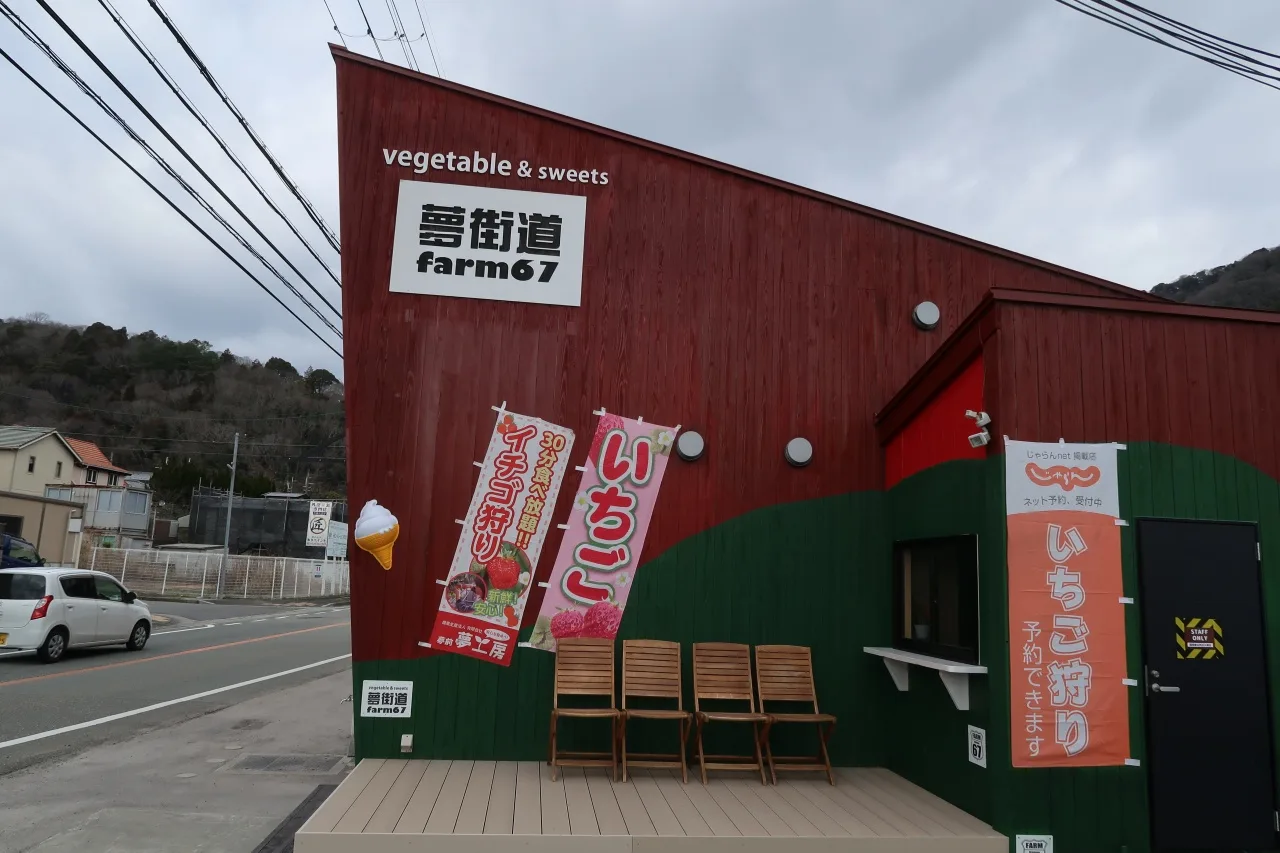 vegetable & sweets
夢街道
farm67
30分食べ放題!!
イチゴ狩り
新鮮!
安心!
夢工房
いちご
じゃらんnet 掲載店
じゃらん
ネット予約、受付中
いちご狩り
予約できます
STAFF
ONLY
vegetable & sweets
夢街道
farm67
FARM
67
FARM
匠